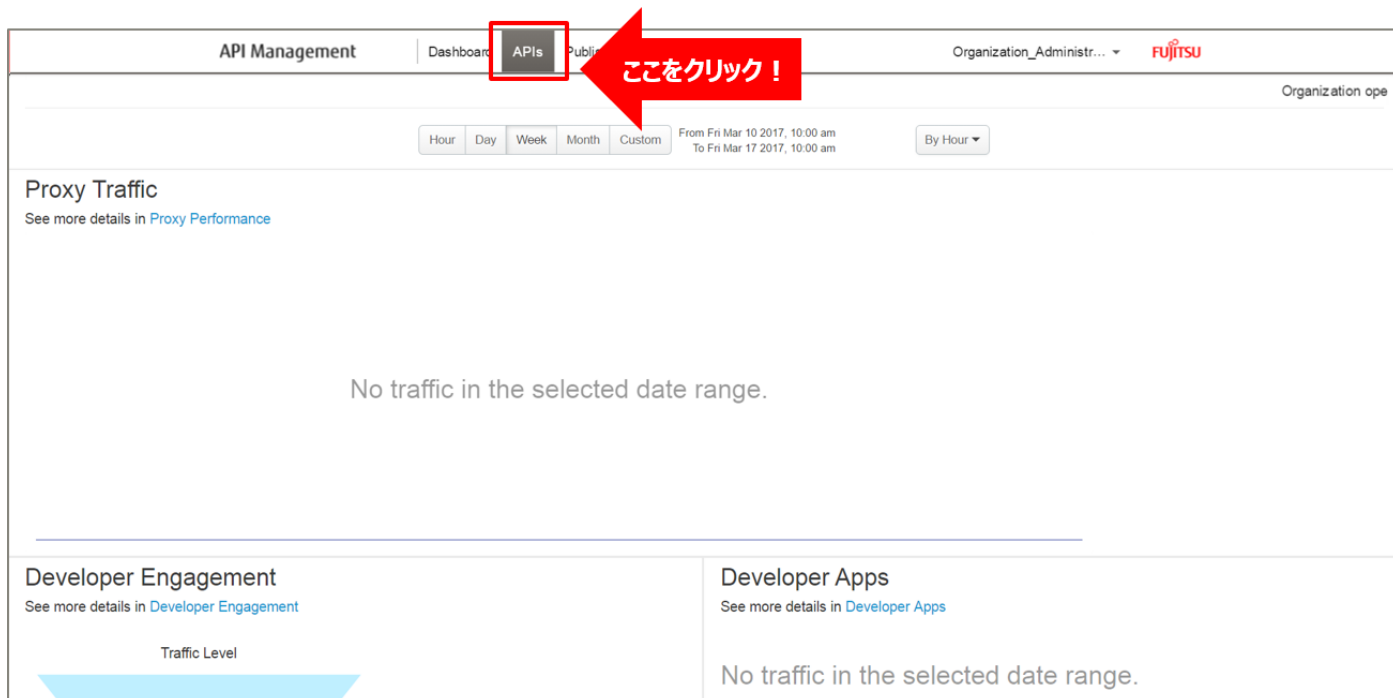 API Management Dashboard APIs Organization_Administr... FUJITSU
ここをクリック！
Organization ope
Hour Day Week Month Custom From Fri Mar 10 2017, 10:00 am By Hour
To Fri Mar 17 2017, 10:00 am
Proxy Traffic
See more details in Proxy Performance
No traffic in the selected date range.
Developer Engagement
See more details in Developer Engagement
Traffic Level
Developer Apps
See more details in Developer Apps
No traffic in the selected date range.